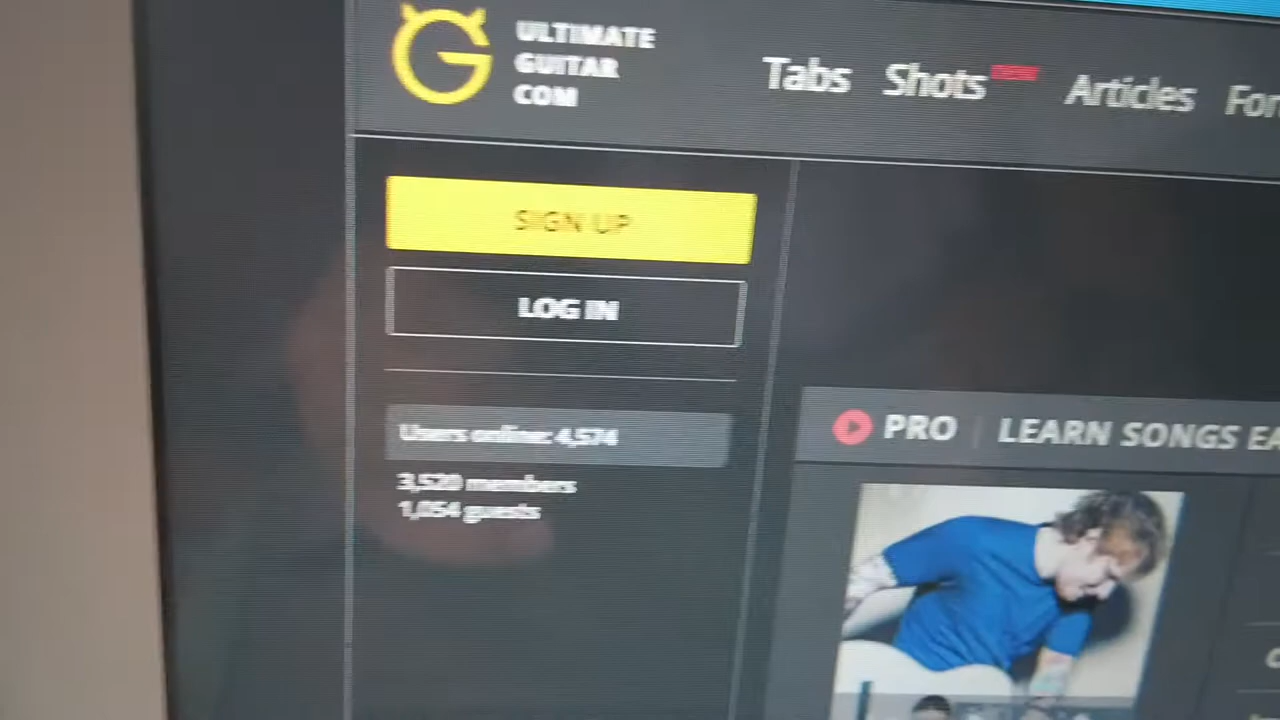 ULTIMATE
GUITAR
COM
Tabs Shots Articles
SIGN UP
LOG IN
Users online: 4,574
3,520 members
1,054 guests
PRO LEARN SONGS EA